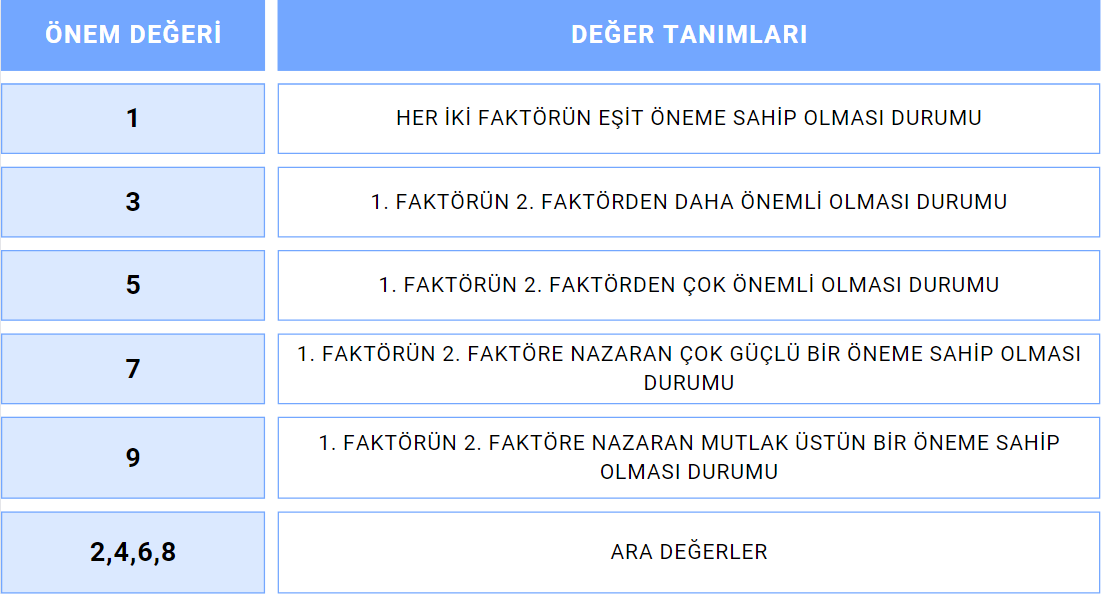 ÖNEM DEĞERİ
DEĞER TANIMLARI
1
HER İKİ FAKTÖRÜN EŞİT ÖNEME SAHİP OLMASI DURUMU
3
1. FAKTÖRÜN 2. FAKTÖRDEN DAHA ÖNEMLİ OLMASI DURUMU
5
1. FAKTÖRÜN 2. FAKTÖRDEN ÇOK ÖNEMLİ OLMASI DURUMU
7
1. FAKTÖRÜN 2. FAKTÖRE NAZARAN ÇOK GÜÇLÜ BİR ÖNEME SAHİP OLMASI
DURUMU
9
1. FAKTÖRÜN 2. FAKTÖRE NAZARAN MUTLAK ÜSTÜN BİR ÖNEME SAHİP
OLMASI DURUMU
2,4,6,8
ARA DEĞERLER